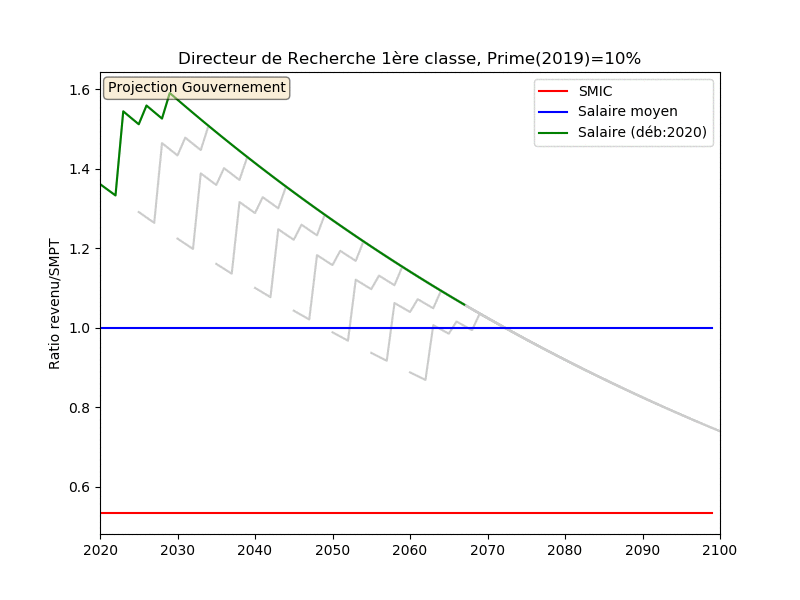 Directeur de Recherche 1ère classe, Prime(2019)=10%
Projection Gouvernement
SMIC
Salaire moyen
Salaire (déb:2020)
Ratio revenu/SMPT
1.6
1.4
1.2
1.0
0.8
0.6
2020 2030 2040 2050 2060 2070 2080 2090 2100